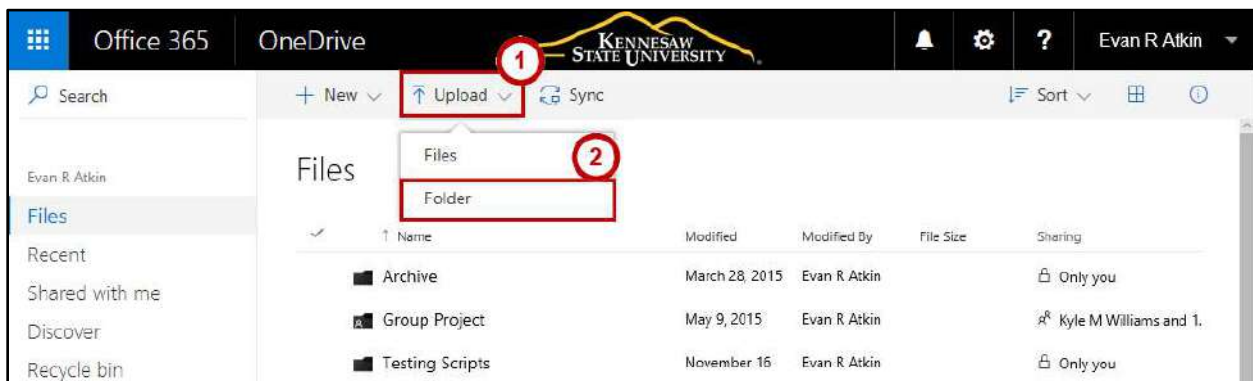 Office 365 OneDrive KENNESAW STATE UNIVERSITY ? Evan R Atkin
1
Search + New Upload Sync Sort
Files
2
Folder
Evan R Atkin
Files
Files
Recent
Shared with me
Discover
Recycle bin
Name Modified Modified By File Size Sharing
Archive March 28, 2015 Evan R Atkin Only you
Group Project May 9, 2015 Evan R Atkin Kyle M Williams and 1.
Testing Scripts November 16 Evan R Atkin Only you